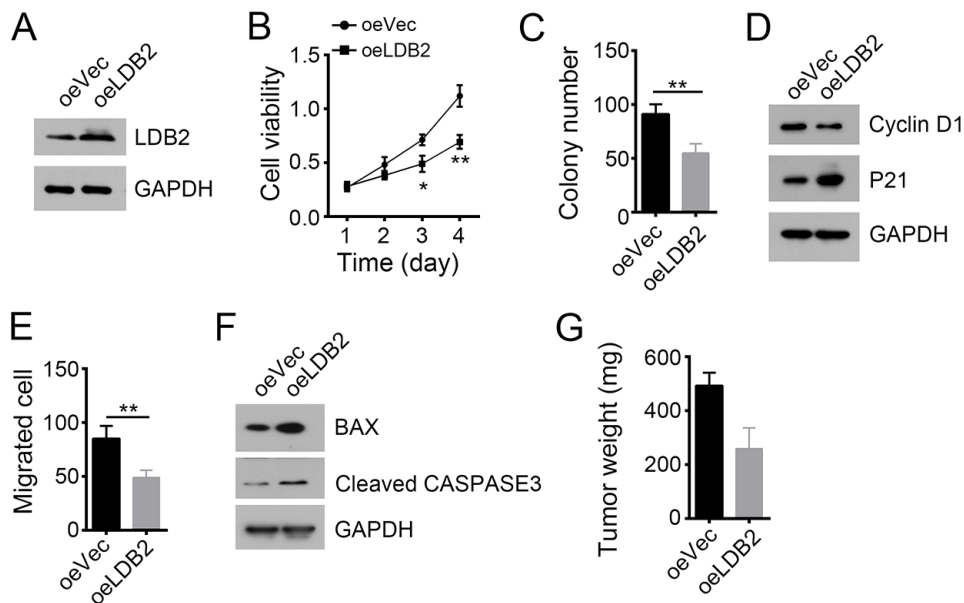 A
oeVec
oeLDB2
LDB2
GAPDH
B
oeVec
oeLDB2
Cell viability
1.5
1.0
0.5
0.0
*
**
1 2 3 4
Time (day)
C
Colony number
150
100
50
0
**
oeVec
oeLDB2
D
oeVec
oeLDB2
Cyclin D1
P21
GAPDH
E
Migrated cell
150
100
50
0
**
oeVec
oeLDB2
F
oeVec
oeLDB2
BAX
Cleaved CASPASE3
GAPDH
G
Tumor weight (mg)
600
400
200
0
oeVec
oeLDB2